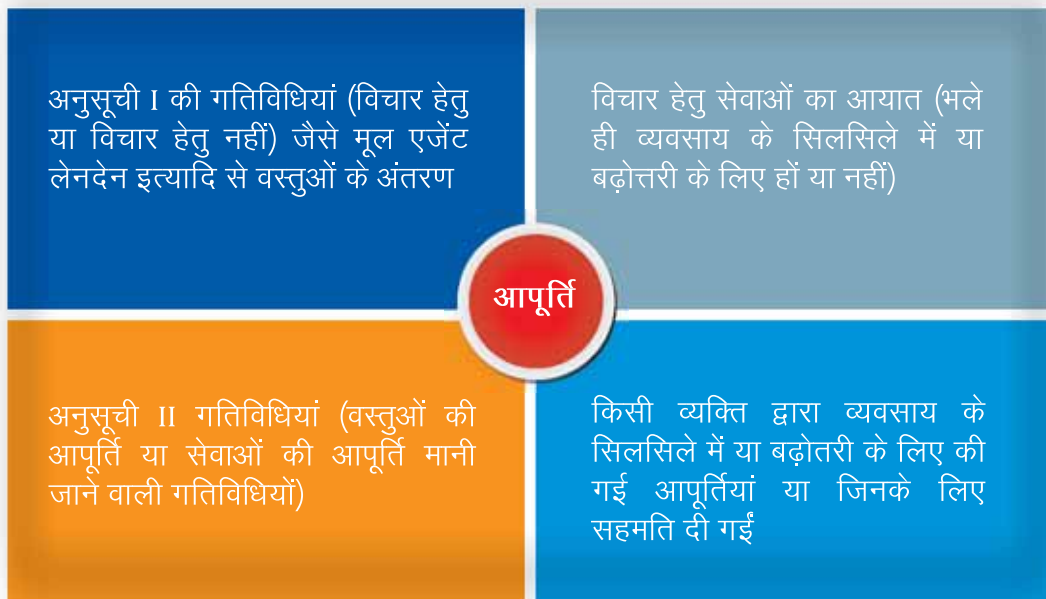 अनुसूची I की गतिविधियां (विचार हेतु
या विचार हेतु नहीं) जैसे मूल एजेंट
लेनदेन इत्यादि से वस्तुओं के अंतरण
विचार हेतु सेवाओं का आयात (भले
ही व्यवसाय के सिलसिले में या
बढ़ोत्तरी के लिए हों या नहीं)
आपूर्ति
अनुसूची II गतिविधियां (वस्तुओं की
आपूर्ति या सेवाओं की आपूर्ति मानी
जाने वाली गतिविधियों)
किसी व्यक्ति द्वारा व्यवसाय के
सिलसिले में या बढ़ोतरी के लिए की
गई आपूर्तियां या जिनके लिए
सहमति दी गईं